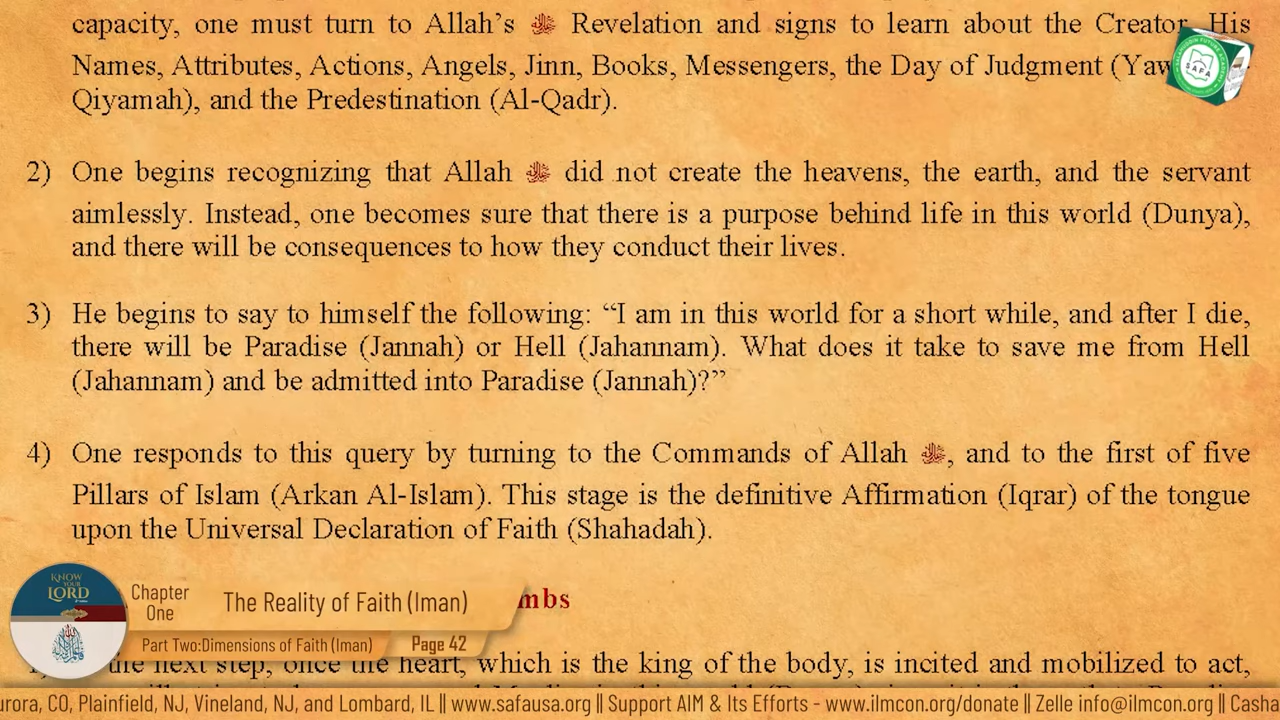 capacity, one must turn to Allah’s ﷻ Revelation and signs to learn about the Creator, His
Names, Attributes, Actions, Angels, Jinn, Books, Messengers, the Day of Judgment
Qiyamah), and the Predestination (Al-Qadr).
SAFA
2) One begins recognizing that Allah ﷻ did not create the heavens, the earth, and the servant
aimlessly. Instead, one becomes sure that there is a purpose behind life in this world (Dunya),
and there will be consequences to how they conduct their lives.
3) He begins to say to himself the following: “I am in this world for a short while, and after I die,
there will be Paradise (Jannah) or Hell (Jahannam). What does it take to save me from Hell
(Jahannam) and be admitted into Paradise (Jannah)?”
4) One responds to this query by turning to the Commands of Allah ﷻ, and to the first of five
Pillars of Islam (Arkan Al-Islam). This stage is the definitive Affirmation (Iqrar) of the tongue
upon the Universal Declaration of Faith (Shahadah).
KNOW
YOUR
LORD
Chapter
One
The Reality of Faith (Iman)
Part Two:Dimensions of Faith (Iman)
Page 42
the next step, once the heart, which is the king of the body, is incited and mobilized to act,
CO, Plainfield, NJ, Vineland, NJ, and Lombard, IL || www.safausa.org || Support AIM & Its Efforts - www.ilmcon.org/donate || Zelle info@ilmcon.org ||